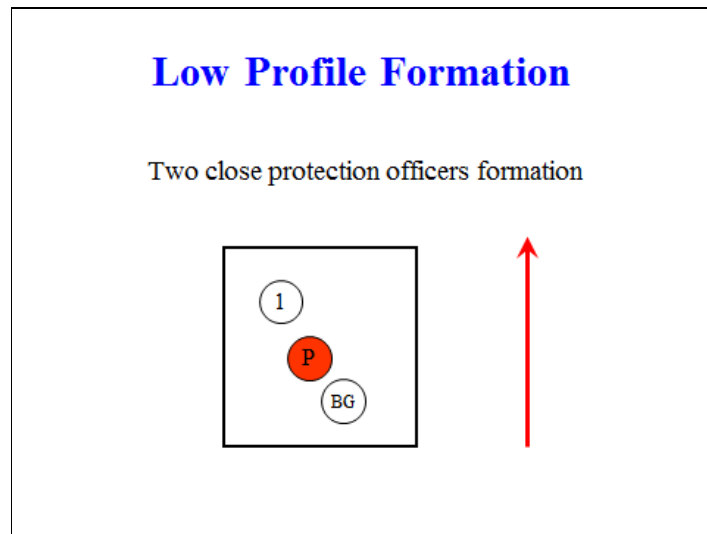 Low Profile Formation
Two close protection officers formation
1
P
BG